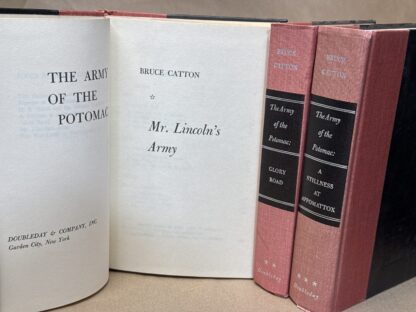 THE ARMY
OF THE
POTOMAC
DOUBLEDAY & COMPANY, INC.
Garden City, New York
BRUCE CATTON
☆
Mr. Lincoln's
Army
BRUCE
CATTON
The Army
of the
Potomac:
GLORY
ROAD
★ ★
Doubleday
BRUCE
CATTON
The Army
of the
Potomac:
A
STILLNESS
AT
APPOMATTOX
★ ★ ★
Doubleday